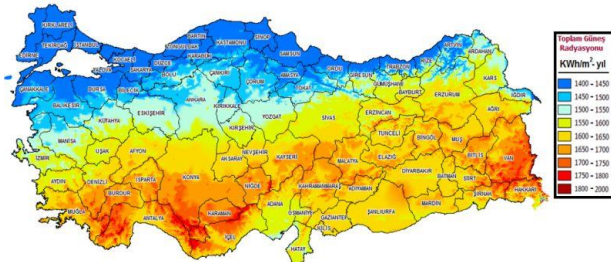 KIRKLARELİ
EDİRNE
TEKİRDAĞ
İSTANBUL
KOCAELİ
SAKARYA
DÜZCE
BOLU
BARTIN
KARABÜK
KASTAMONU
SİNOP
SAMSUN
ÇANKIRI
ÇORUM
AMASYA
TOKAT
ORDU
GİRESUN
TRABZON
GÜMÜŞHANE
BAYBURT
RİZE
ARTVİN
ARDAHAN
KARS
IĞDIR
ÇANAKKALE
BALIKESİR
BURSA
BİLECİK
ESKİŞEHİR
KÜTAHYA
ANKARA
KIRIKKALE
KIRŞEHİR
YOZGAT
SİVAS
ERZİNCAN
ERZURUM
AĞRI
MANİSA
İZMİR
UŞAK
AFYON
AKSARAY
NEVŞEHİR
KAYSERİ
MALATYA
ELAZIĞ
TUNCELİ
BİNGÖL
MUŞ
BİTLİS
VAN
AYDIN
DENİZLİ
BURDUR
ISPARTA
KONYA
NİĞDE
KAHRAMANMARAŞ
ADIYAMAN
DİYARBAKIR
BATMAN
SİİRT
ŞIRNAK
HAKKARİ
MUĞLA
ANTALYA
KARAMAN
İÇEL
ADANA
OSMANİYE
GAZİANTEP
KİLİS
HATAY
ŞANLIURFA
MARDİN
Toplam Güneş
Radyasyonu
KWh/m²-yıl
1400 - 1450
1450 - 1500
1500 - 1550
1550 - 1600
1600 - 1650
1650 - 1700
1700 - 1750
1750 - 1800
1800 - 2000